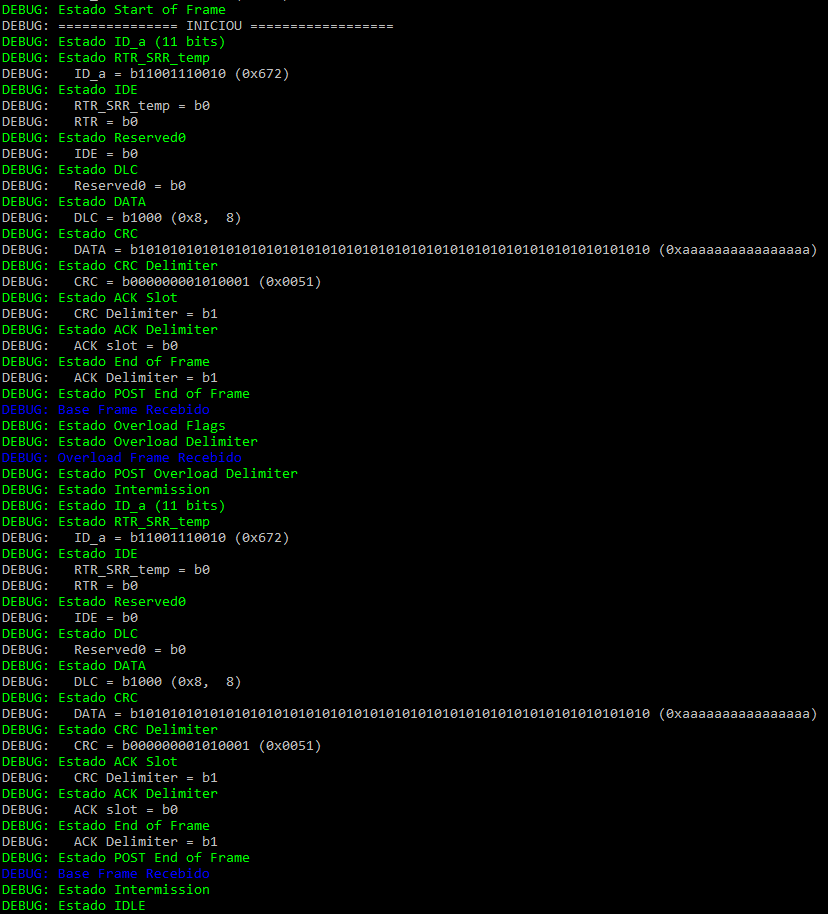 DEBUG: Estado Start of Frame
DEBUG: =============== INICIOU ==================
DEBUG: Estado ID_a (11 bits)
DEBUG: Estado RTR_SRR_temp
DEBUG:   ID_a = b11001110010 (0x672)
DEBUG: Estado IDE
DEBUG:   RTR_SRR_temp = b0
DEBUG:   RTR = b0
DEBUG: Estado Reserved0
DEBUG:   IDE = b0
DEBUG: Estado DLC
DEBUG:   Reserved0 = b0
DEBUG: Estado DATA
DEBUG:   DLC = b1000 (0x8,  8)
DEBUG: Estado CRC
DEBUG:   DATA = b1010101010101010101010101010101010101010101010101010101010101010 (0xaaaaaaaaaaaaaaaa)
DEBUG: Estado CRC Delimiter
DEBUG:   CRC = b000000001010001 (0x0051)
DEBUG: Estado ACK Slot
DEBUG:   CRC Delimiter = b1
DEBUG: Estado ACK Delimiter
DEBUG:   ACK slot = b0
DEBUG: Estado End of Frame
DEBUG:   ACK Delimiter = b1
DEBUG: Estado POST End of Frame
DEBUG: Base Frame Recebido
DEBUG: Estado Overload Flags
DEBUG: Estado Overload Delimiter
DEBUG: Overload Frame Recebido
DEBUG: Estado POST Overload Delimiter
DEBUG: Estado Intermission
DEBUG: Estado ID_a (11 bits)
DEBUG: Estado RTR_SRR_temp
DEBUG:   ID_a = b11001110010 (0x672)
DEBUG: Estado IDE
DEBUG:   RTR_SRR_temp = b0
DEBUG:   RTR = b0
DEBUG: Estado Reserved0
DEBUG:   IDE = b0
DEBUG: Estado DLC
DEBUG:   Reserved0 = b0
DEBUG: Estado DATA
DEBUG:   DLC = b1000 (0x8,  8)
DEBUG: Estado CRC
DEBUG:   DATA = b1010101010101010101010101010101010101010101010101010101010101010 (0xaaaaaaaaaaaaaaaa)
DEBUG: Estado CRC Delimiter
DEBUG:   CRC = b000000001010001 (0x0051)
DEBUG: Estado ACK Slot
DEBUG:   CRC Delimiter = b1
DEBUG: Estado ACK Delimiter
DEBUG:   ACK slot = b0
DEBUG: Estado End of Frame
DEBUG:   ACK Delimiter = b1
DEBUG: Estado POST End of Frame
DEBUG: Base Frame Recebido
DEBUG: Estado Intermission
DEBUG: Estado IDLE